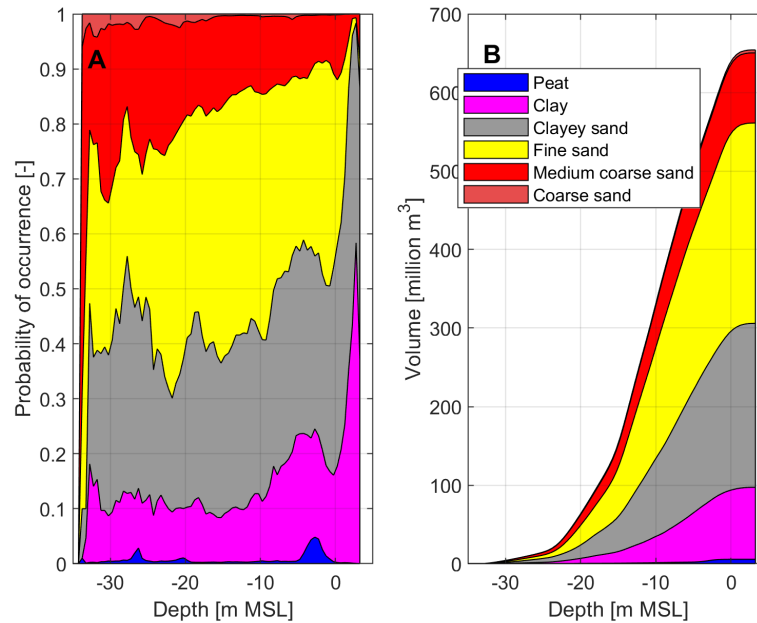 A
Probability of occurrence [-]
1
0.9
0.8
0.7
0.6
0.5
0.4
0.3
0.2
0.1
0
-30
-20
-10
0
Depth [m MSL]
B
Volume [million m³]
700
600
500
400
300
200
100
0
Peat
Clay
Clayey sand
Fine sand
Medium coarse sand
Coarse sand
-30
-20
-10
0
Depth [m MSL]